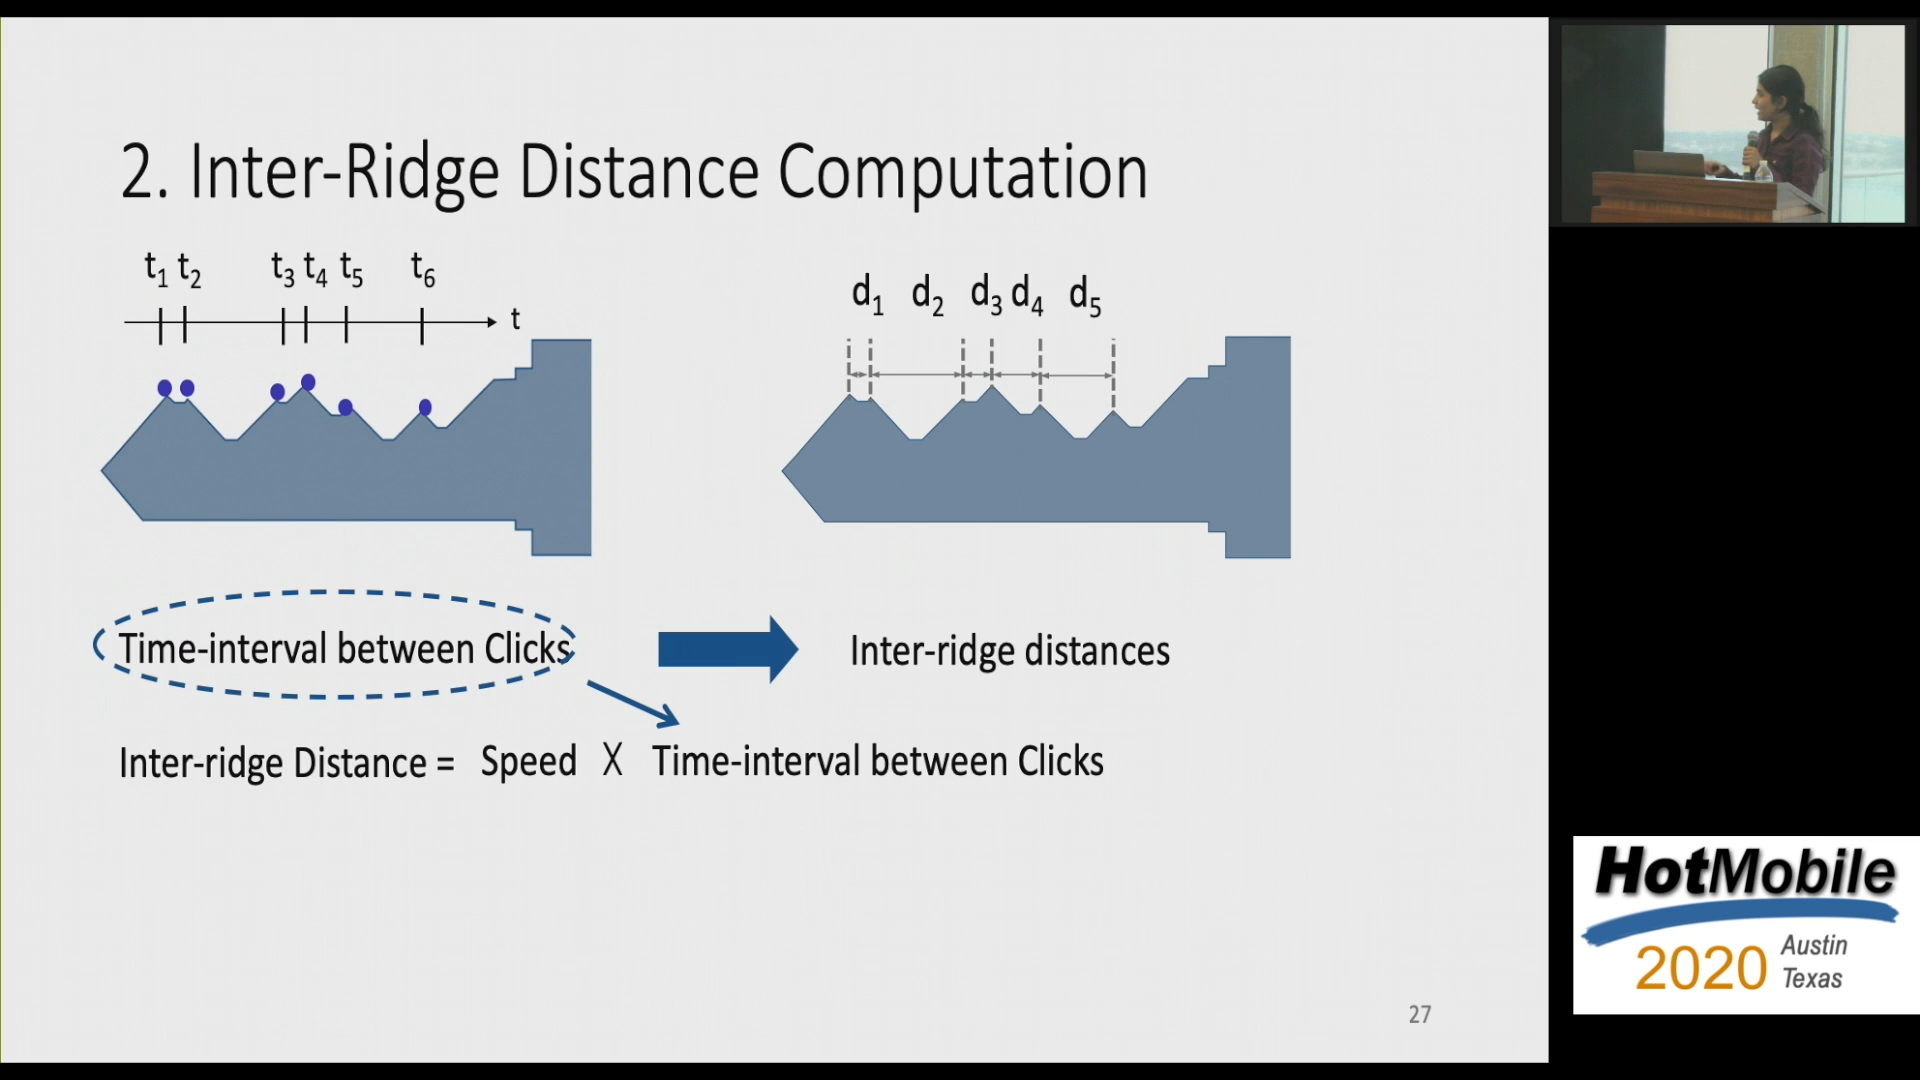 2. Inter-Ridge Distance Computation
t1 t2 t3 t4 t5 t6
t
d1 d2 d3 d4 d5
Time-interval between Clicks
Inter-ridge distances
Inter-ridge Distance = Speed X Time-interval between Clicks
27
HotMobile
2020 Austin
Texas